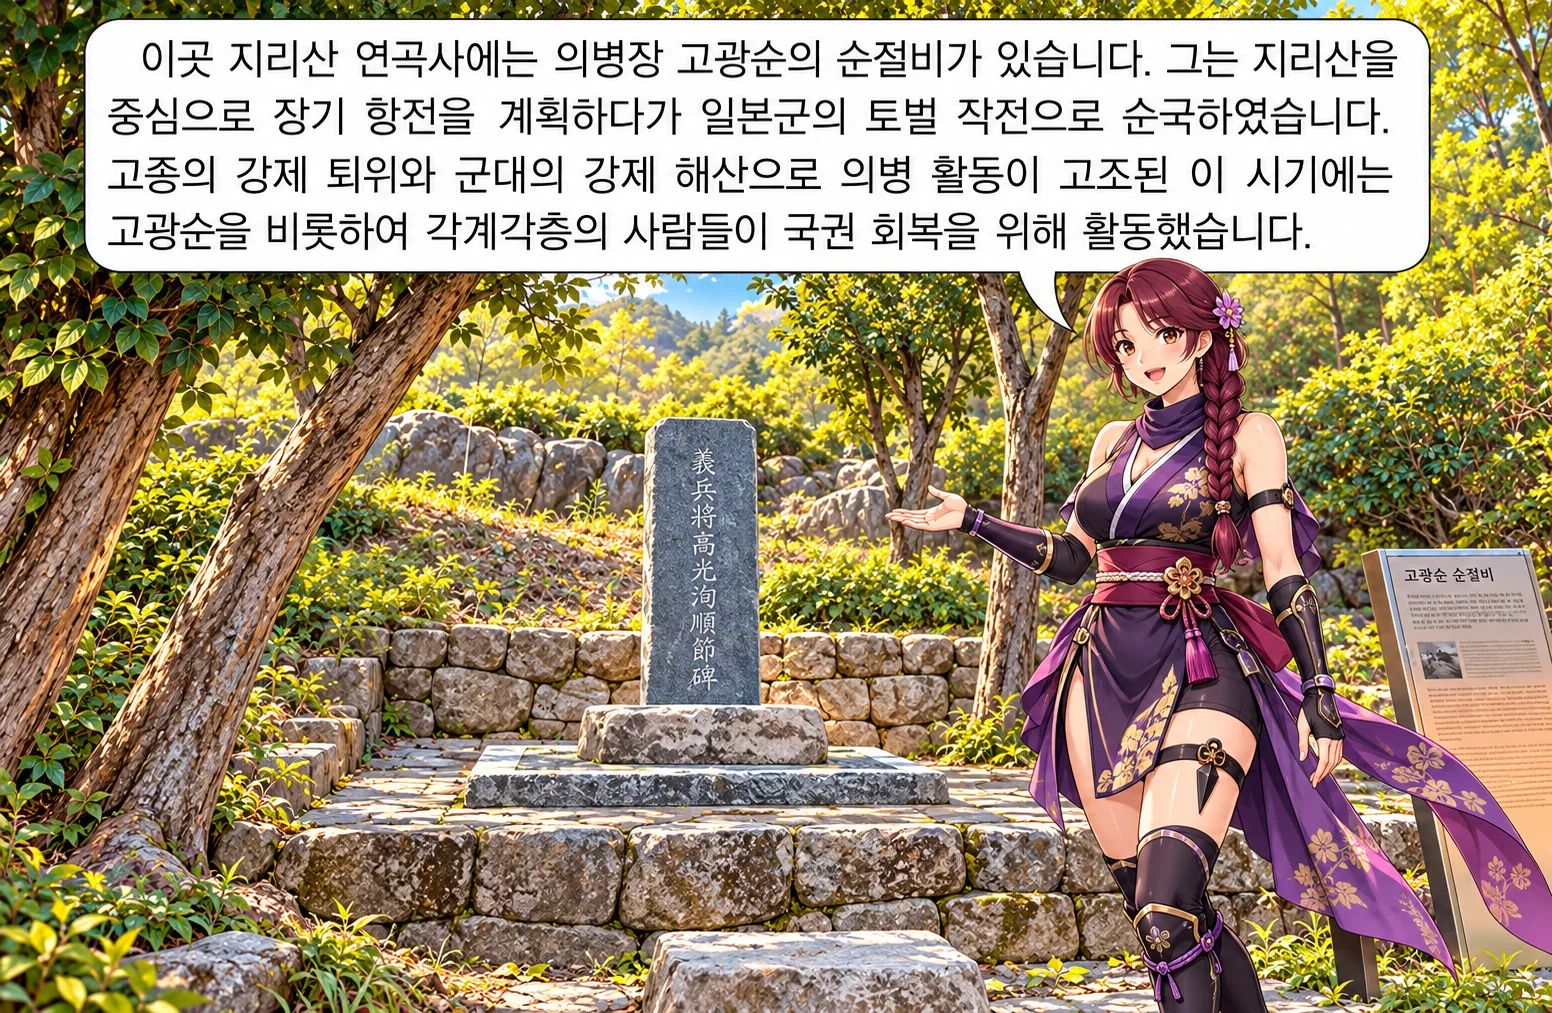 이곳 지리산 연곡사에는 의병장 고광순의 순절비가 있습니다. 그는 지리산을
중심으로 장기 항전을 계획하다가 일본군의 토벌 작전으로 순국하였습니다.
고종의 강제 퇴위와 군대의 강제 해산으로 의병 활동이 고조된 이 시기에는
고광순을 비롯하여 각계각층의 사람들이 국권 회복을 위해 활동했습니다.
義兵將高光洵順節碑
고광순 순절비